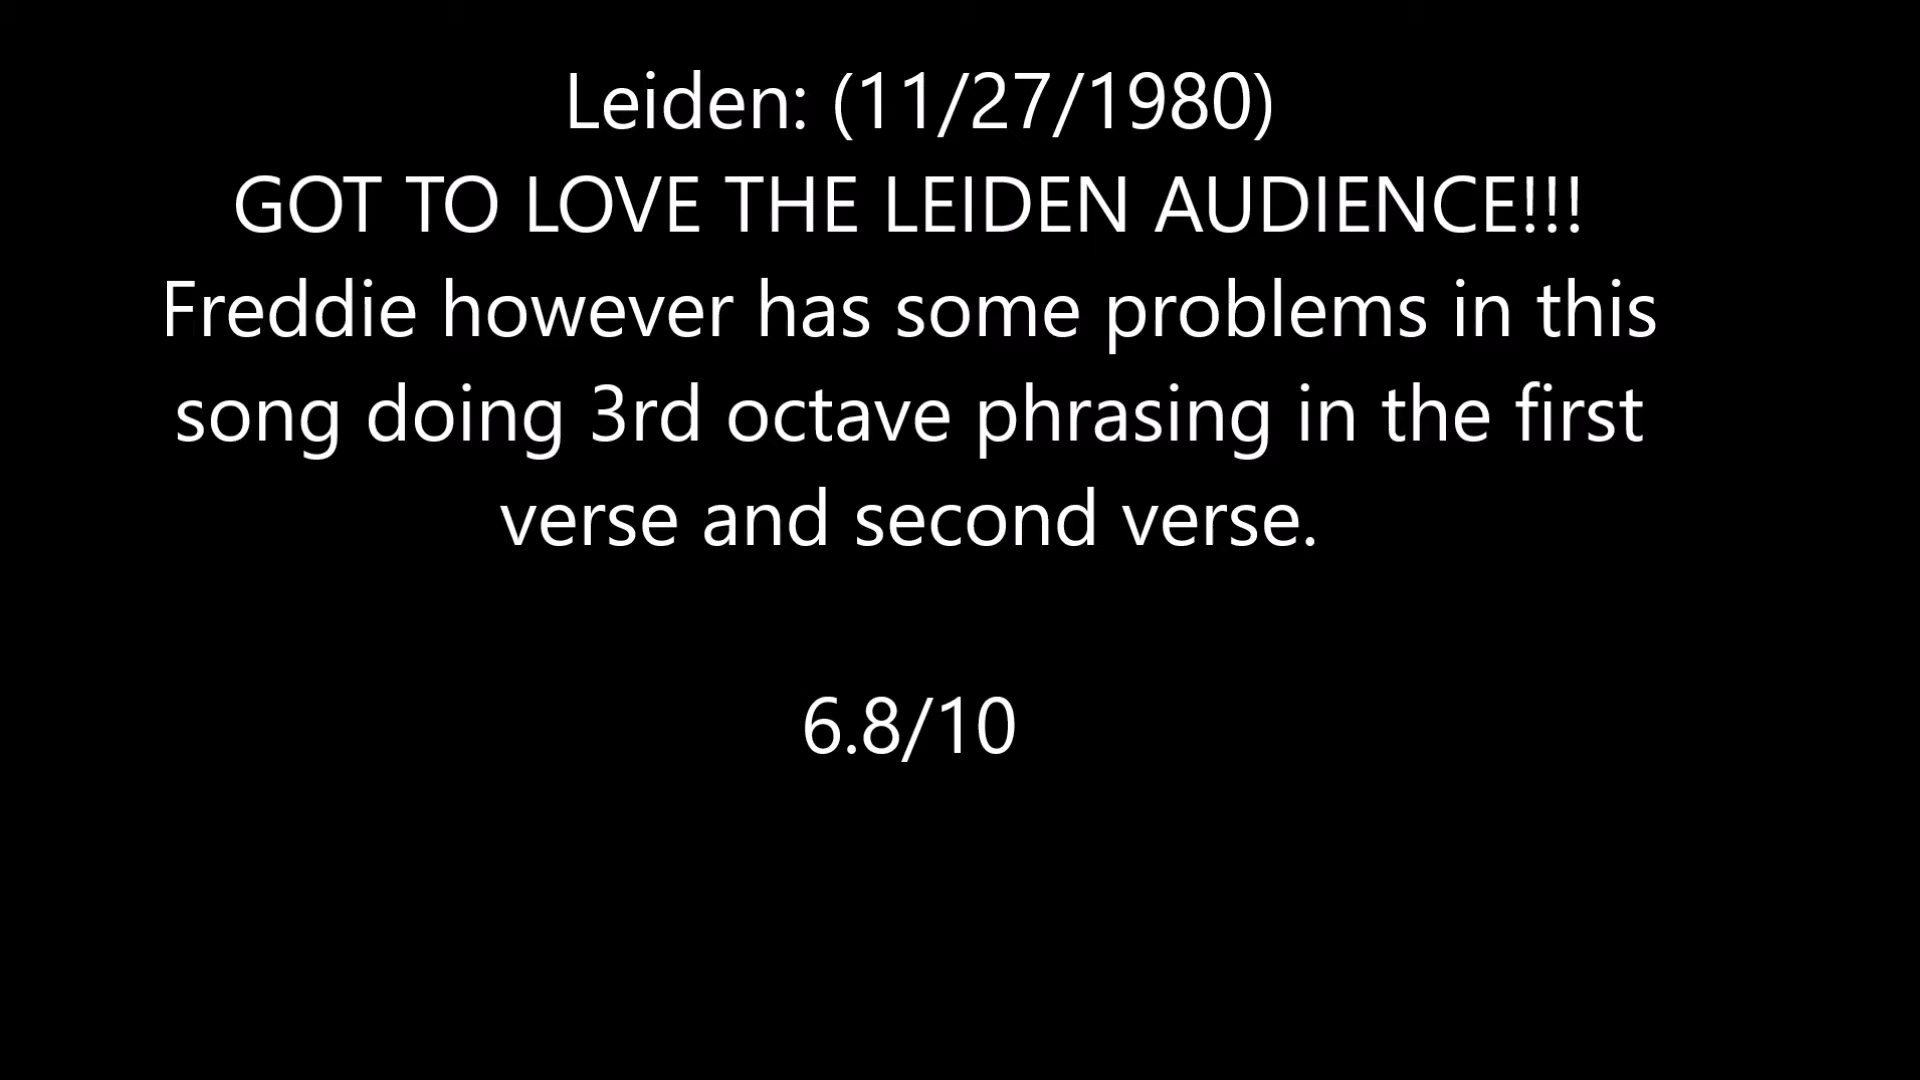 Leiden: (11/27/1980)
GOT TO LOVE THE LEIDEN AUDIENCE!!!
Freddie however has some problems in this
song doing 3rd octave phrasing in the first
verse and second verse.
6.8/10